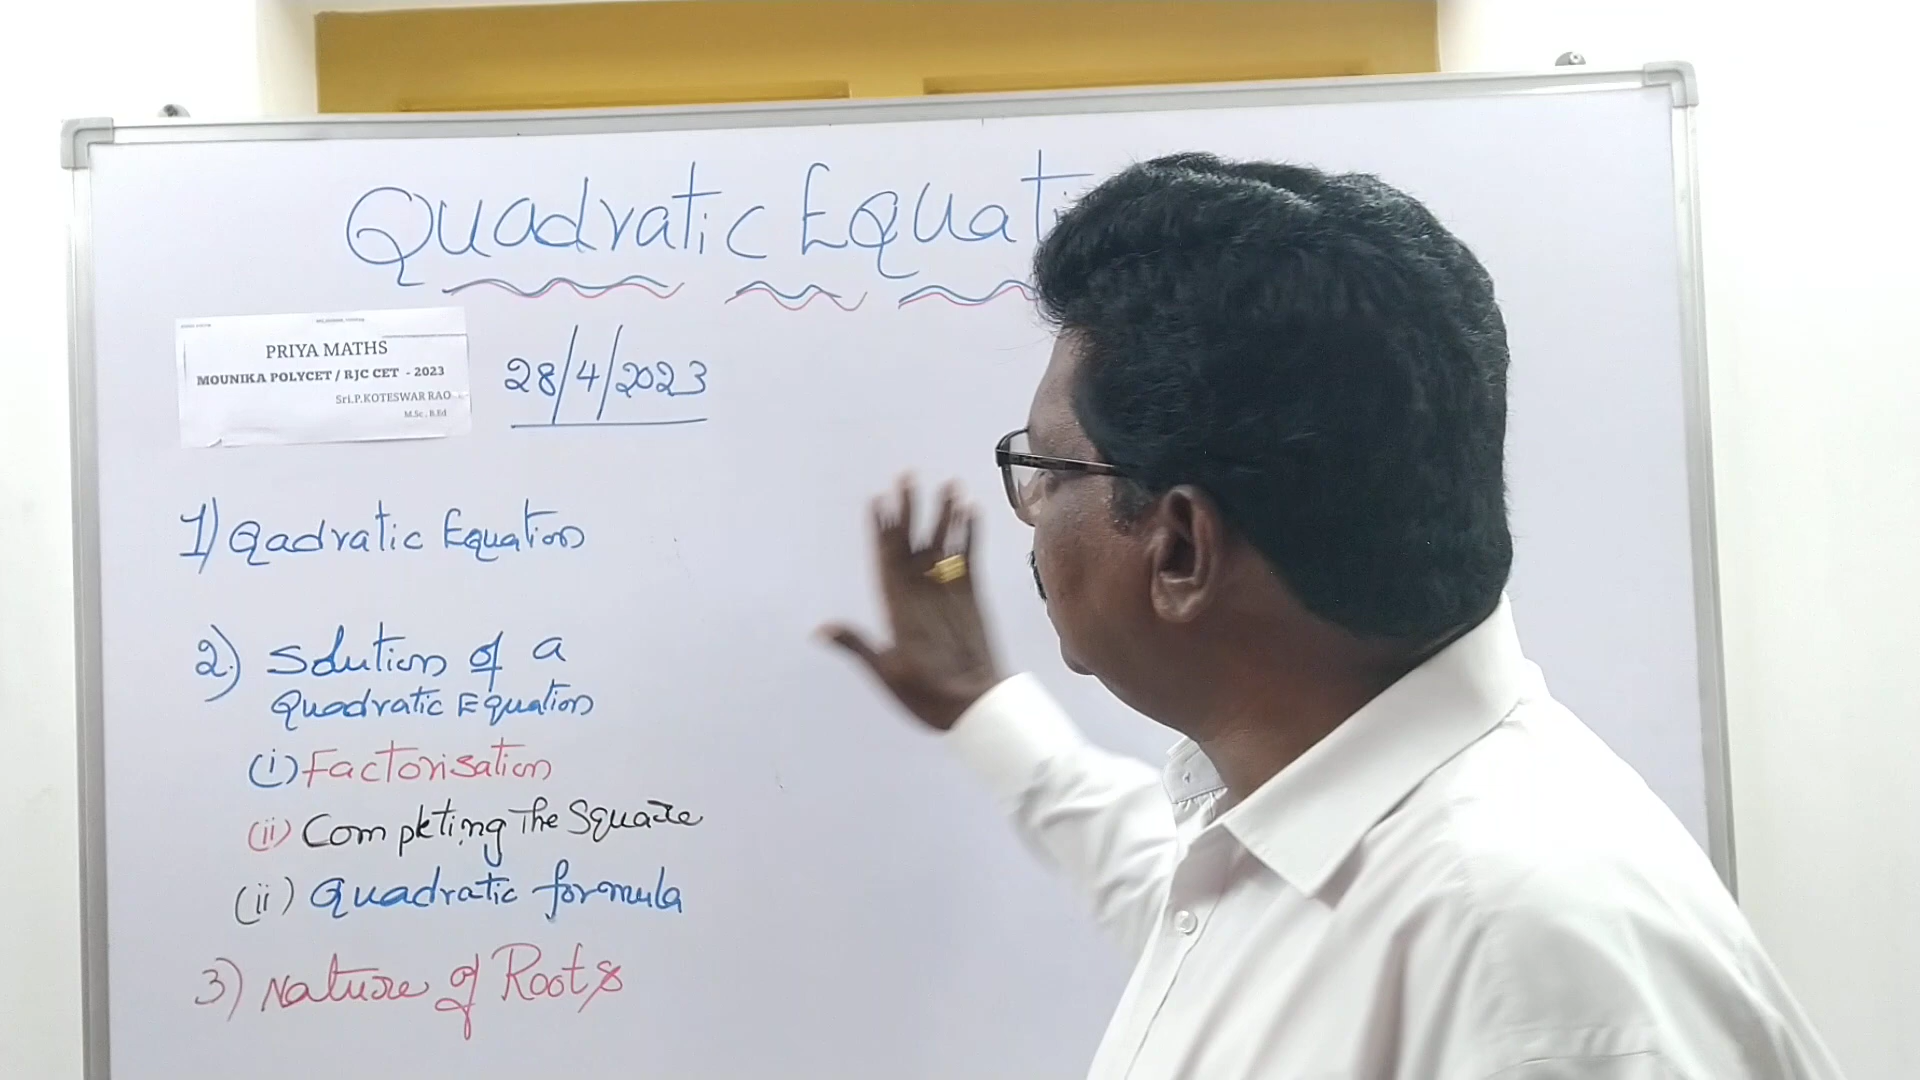 Quadratic Equati
PRIYA MATHS
MOUNIKA POLYCET / RJC CET - 2023
Sri.P.KOTESWAR RAO
M.Sc., B.Ed
28/4/2023
1) Qadratic Equation
2) Solution of a
Quadratic Equation
(i) Factorisation
(ii) Completing The Square
(ii) Quadratic formula
3) Nature of Roots